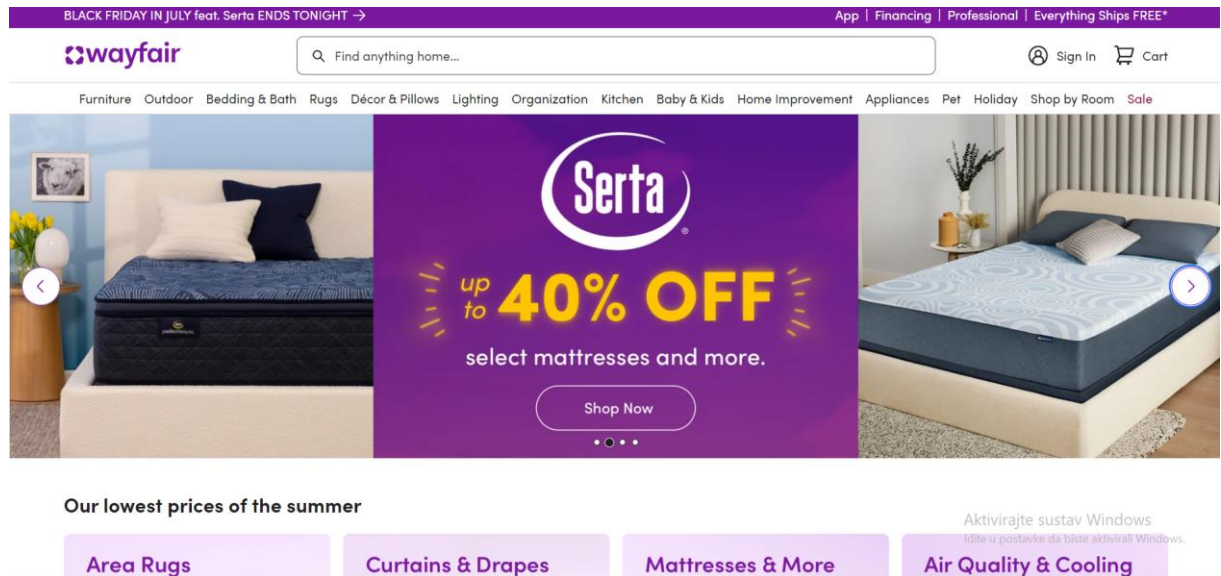 BLACK FRIDAY IN JULY feat. Serta ENDS TONIGHT →
App | Financing | Professional | Everything Ships FREE*
wayfair
Find anything home...
Sign In
Cart
Furniture Outdoor Bedding & Bath Rugs Décor & Pillows Lighting Organization Kitchen Baby & Kids Home Improvement Appliances Pet Holiday Shop by Room Sale
Serta®
up to 40% OFF
select mattresses and more.
Shop Now
Our lowest prices of the summer
Aktivirajte sustav Windows
Idite u postavke da biste aktivirali Windows.
Area Rugs
Curtains & Drapes
Mattresses & More
Air Quality & Cooling